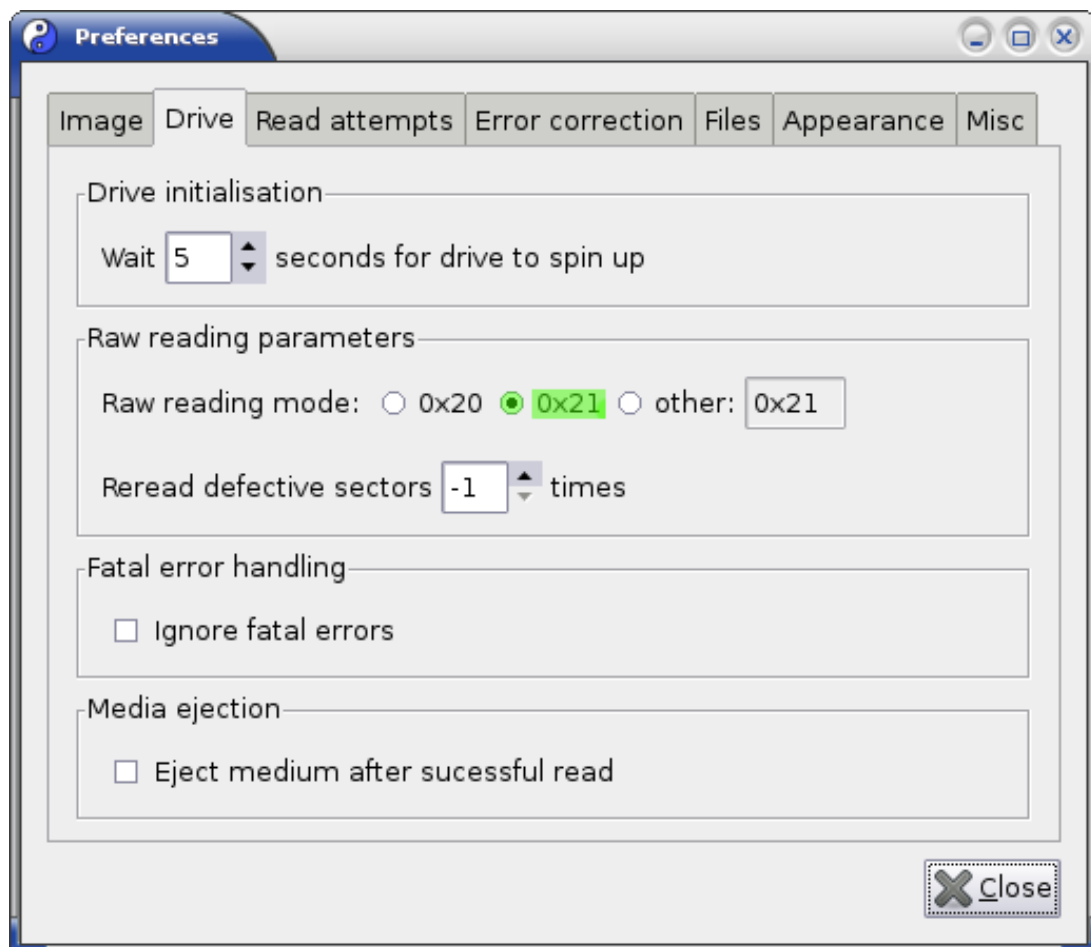 Preferences
Image Drive Read attempts Error correction Files Appearance Misc
Drive initialisation
Wait 5 seconds for drive to spin up
Raw reading parameters
Raw reading mode: 0x20 0x21 other: 0x21
Reread defective sectors -1 times
Fatal error handling
Ignore fatal errors
Media ejection
Eject medium after sucessful read
Close